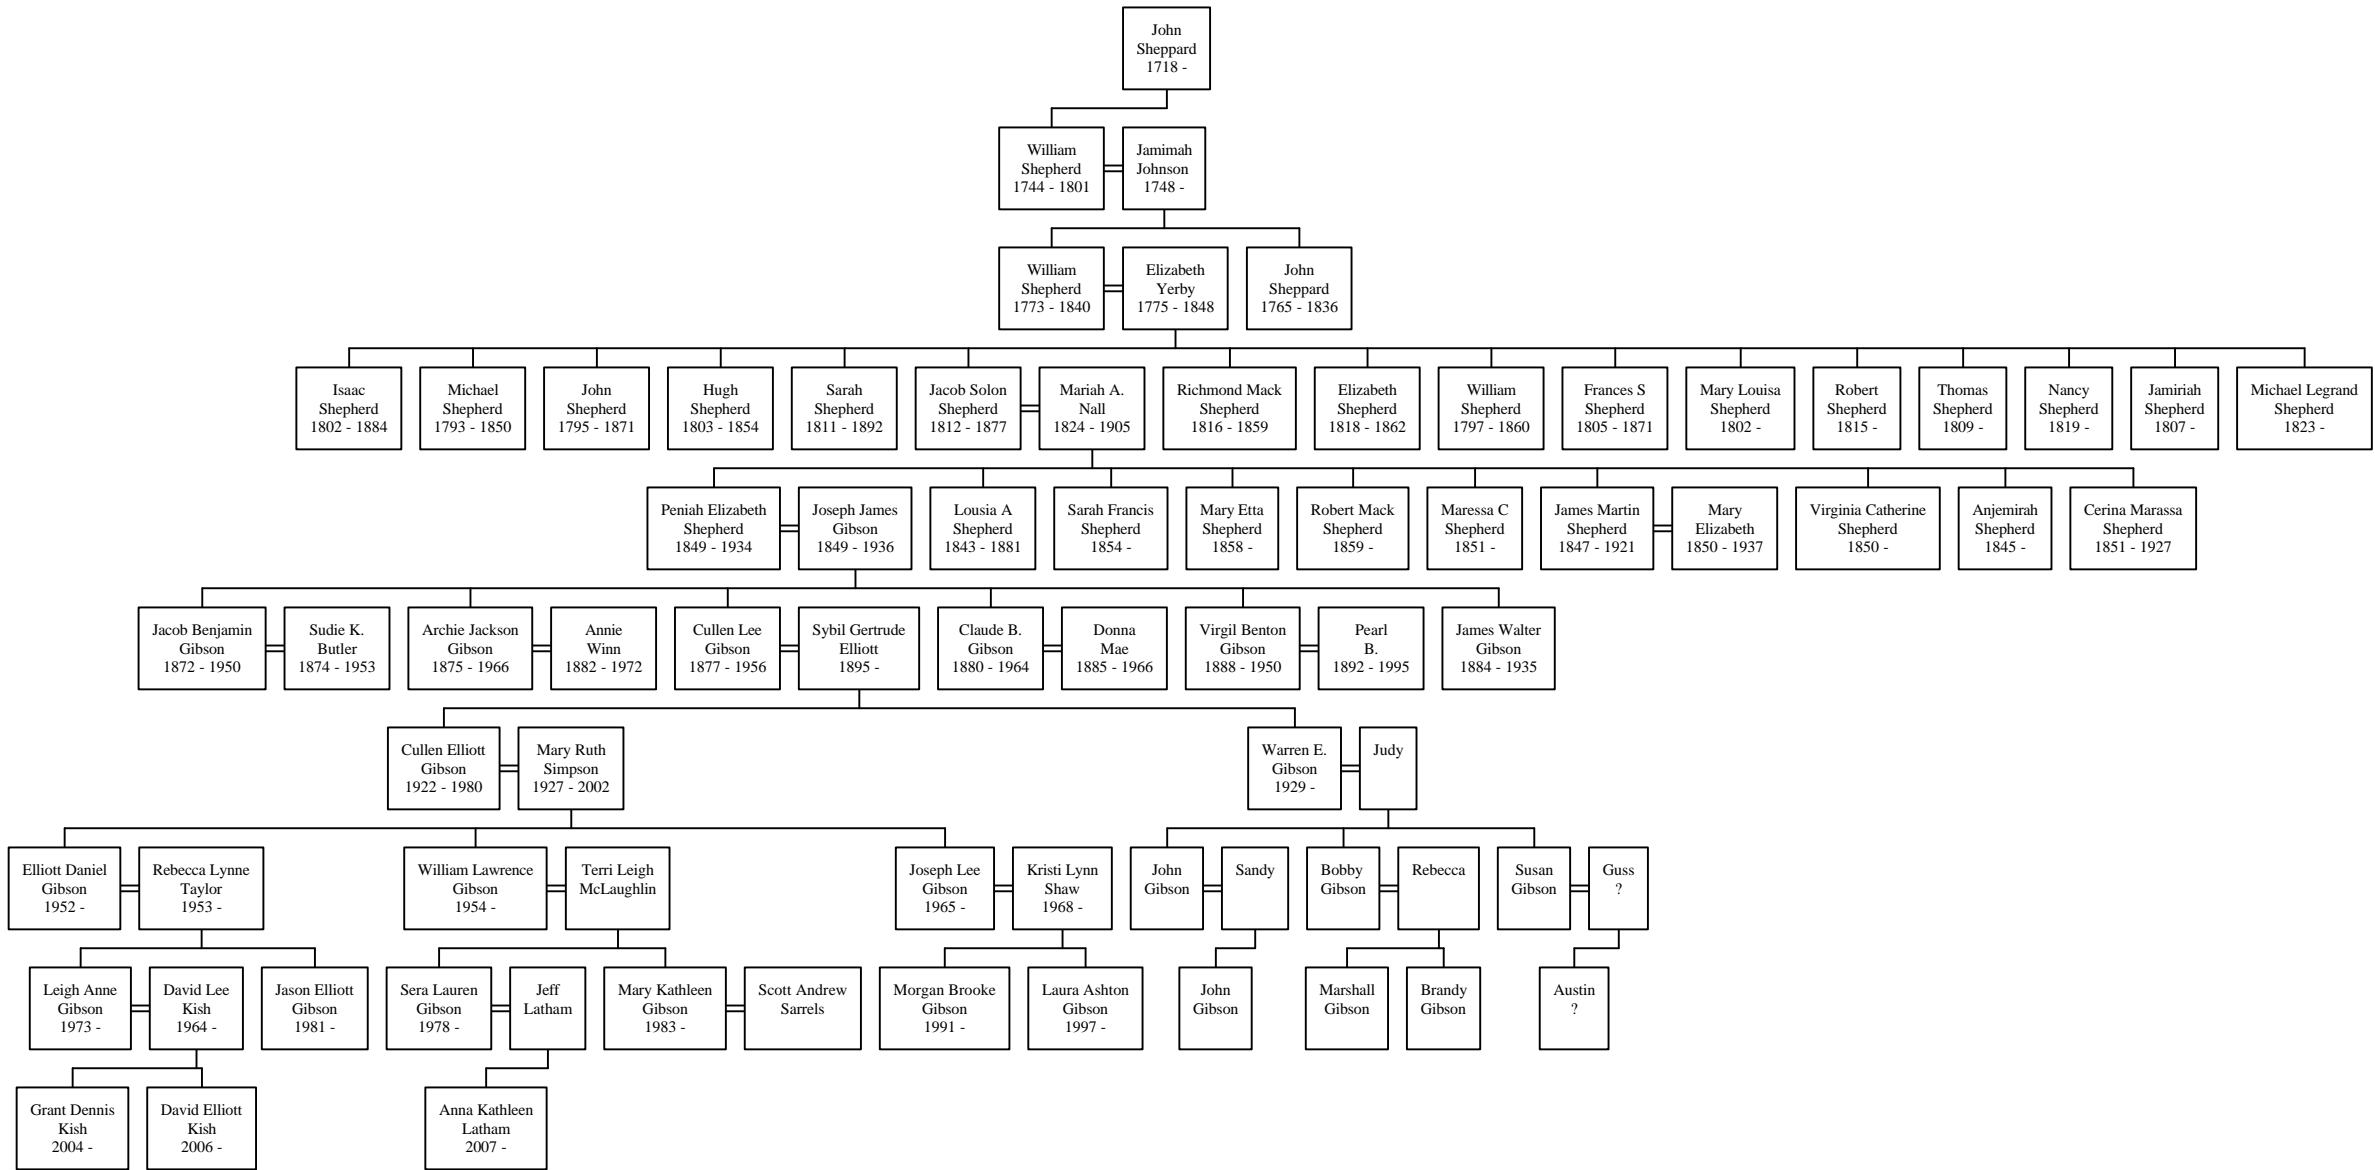 John
Sheppard
1718 -
William
Shepherd
1744 - 1801
Jamimah
Johnson
1748 -
William
Shepherd
1773 - 1840
Elizabeth
Yerby
1775 - 1848
John
Sheppard
1765 - 1836
Isaac
Shepherd
1802 - 1884
Michael
Shepherd
1793 - 1850
John
Shepherd
1795 - 1871
Hugh
Shepherd
1803 - 1854
Sarah
Shepherd
1811 - 1892
Jacob Solon
Shepherd
1812 - 1877
Mariah A.
Nall
1824 - 1905
Richmond Mack
Shepherd
1816 - 1859
Elizabeth
Shepherd
1818 - 1862
William
Shepherd
1797 - 1860
Frances S
Shepherd
1805 - 1871
Mary Louisa
Shepherd
1802 -
Robert
Shepherd
1815 -
Thomas
Shepherd
1809 -
Nancy
Shepherd
1819 -
Jamiriah
Shepherd
1807 -
Michael Legrand
Shepherd
1823 -
Peniah Elizabeth
Shepherd
1849 - 1934
Joseph James
Gibson
1849 - 1936
Lousia A
Shepherd
1843 - 1881
Sarah Francis
Shepherd
1854 -
Mary Etta
Shepherd
1858 -
Robert Mack
Shepherd
1859 -
Maressa C
Shepherd
1851 -
James Martin
Shepherd
1847 - 1921
Mary
Elizabeth
1850 - 1937
Virginia Catherine
Shepherd
1850 -
Anjemirah
Shepherd
1845 -
Cerina Marassa
Shepherd
1851 - 1927
Jacob Benjamin
Gibson
1872 - 1950
Sudie K.
Butler
1874 - 1953
Archie Jackson
Gibson
1875 - 1966
Annie
Winn
1882 - 1972
Cullen Lee
Gibson
1877 - 1956
Sybil Gertrude
Elliott
1895 -
Claude B.
Gibson
1880 - 1964
Donna
Mae
1885 - 1966
Virgil Benton
Gibson
1888 - 1950
Pearl
B.
1892 - 1995
James Walter
Gibson
1884 - 1935
Cullen Elliott
Gibson
1922 - 1980
Mary Ruth
Simpson
1927 - 2002
Warren E.
Gibson
1929 -
Judy
Elliott Daniel
Gibson
1952 -
Rebecca Lynne
Taylor
1953 -
William Lawrence
Gibson
1954 -
Terri Leigh
McLaughlin
Joseph Lee
Gibson
1965 -
Kristi Lynn
Shaw
1968 -
John
Gibson
Sandy
Bobby
Gibson
Rebecca
Susan
Gibson
Guss
?
Leigh Anne
Gibson
1973 -
David Lee
Kish
1964 -
Jason Elliott
Gibson
1981 -
Sera Lauren
Gibson
1978 -
Jeff
Latham
Mary Kathleen
Gibson
1983 -
Scott Andrew
Sarrels
Morgan Brooke
Gibson
1991 -
Laura Ashton
Gibson
1997 -
John
Gibson
Marshall
Gibson
Brandy
Gibson
Austin
?
Grant Dennis
Kish
2004 -
David Elliott
Kish
2006 -
Anna Kathleen
Latham
2007 -